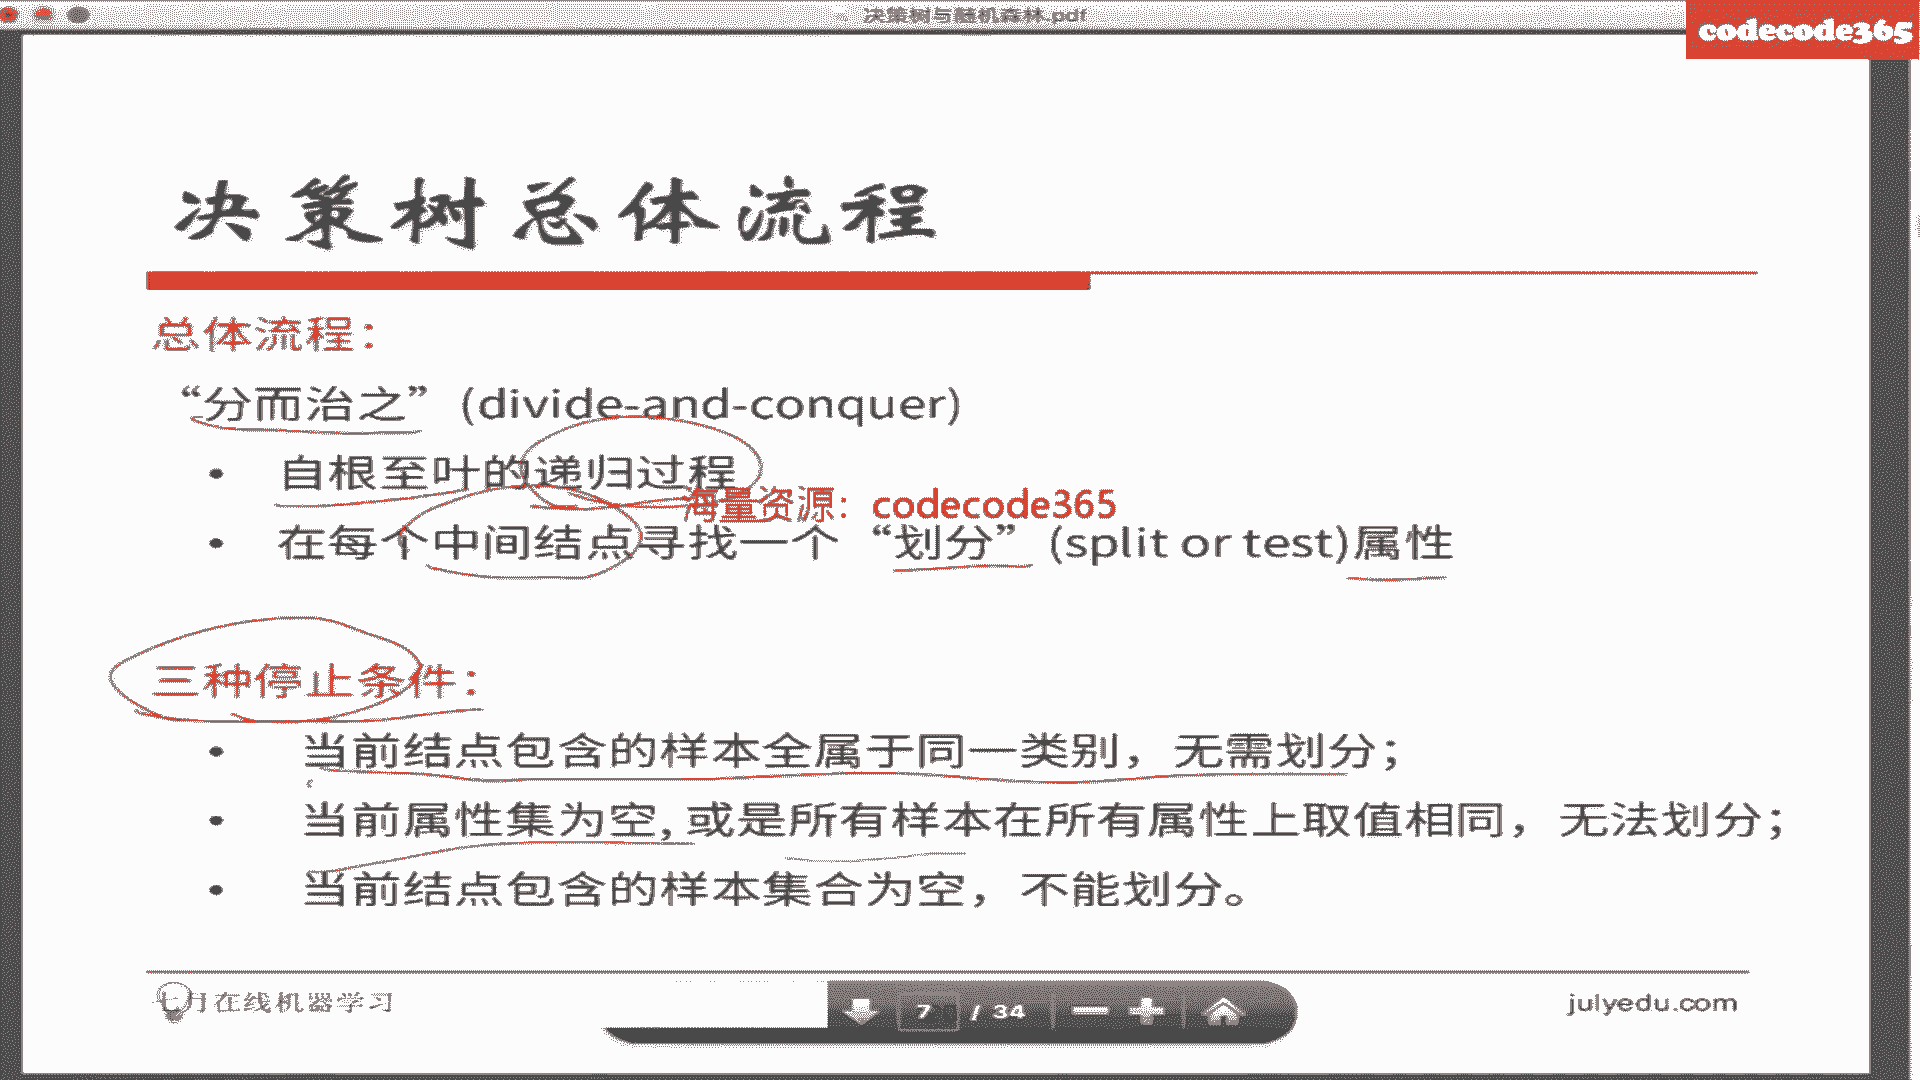 决策树与随机森林.pdf
codecode365
决策树总体流程
总体流程：
“分而治之”(divide-and-conquer)
• 自根至叶的递归过程
海量资源：codecode365
• 在每个中间结点寻找一个“划分”(split or test)属性
三种停止条件：
• 当前结点包含的样本全属于同一类别，无需划分；
• 当前属性集为空,或是所有样本在所有属性上取值相同，无法划分；
• 当前结点包含的样本集合为空，不能划分。
七月在线机器学习
7 / 34
julyedu.com